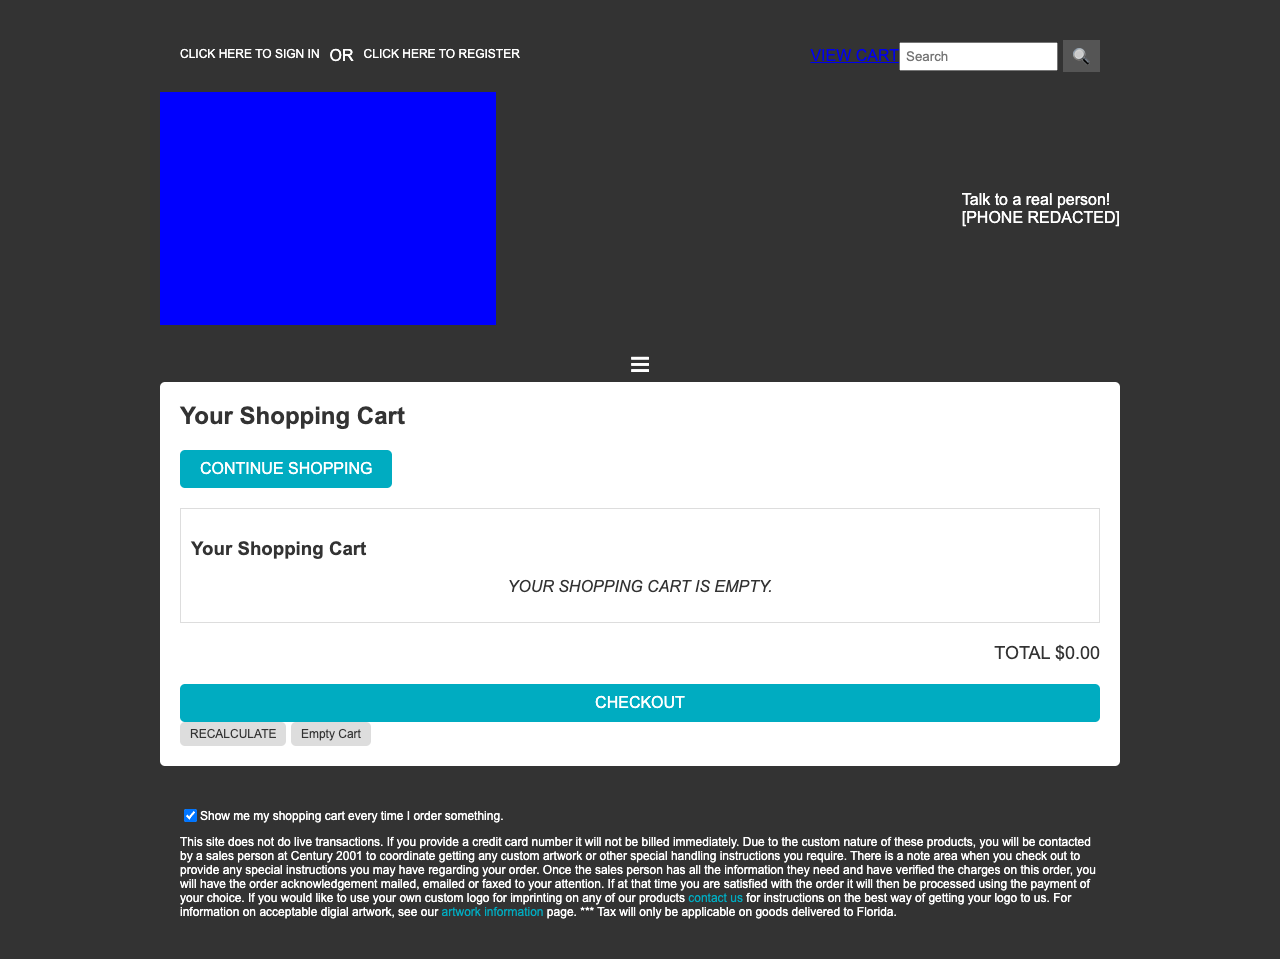 CLICK HERE TO SIGN IN OR CLICK HERE TO REGISTER VIEW CART Search
Talk to a real person!
[PHONE REDACTED]
Your Shopping Cart
CONTINUE SHOPPING
Your Shopping Cart
YOUR SHOPPING CART IS EMPTY.
TOTAL $0.00
CHECKOUT
RECALCULATE Empty Cart
Show me my shopping cart every time I order something.
This site does not do live transactions. If you provide a credit card number it will not be billed immediately. Due to the custom nature of these products, you will be contacted
by a sales person at Century 2001 to coordinate getting any custom artwork or other special handling instructions you require. There is a note area when you check out to
provide any special instructions you may have regarding your order. Once the sales person has all the information they need and have verified the charges on this order, you
will have the order acknowledgement mailed, emailed or faxed to your attention. If at that time you are satisfied with the order it will then be processed using the payment of
your choice. If you would like to use your own custom logo for imprinting on any of our products contact us for instructions on the best way of getting your logo to us. For
information on acceptable digial artwork, see our artwork information page. *** Tax will only be applicable on goods delivered to Florida.